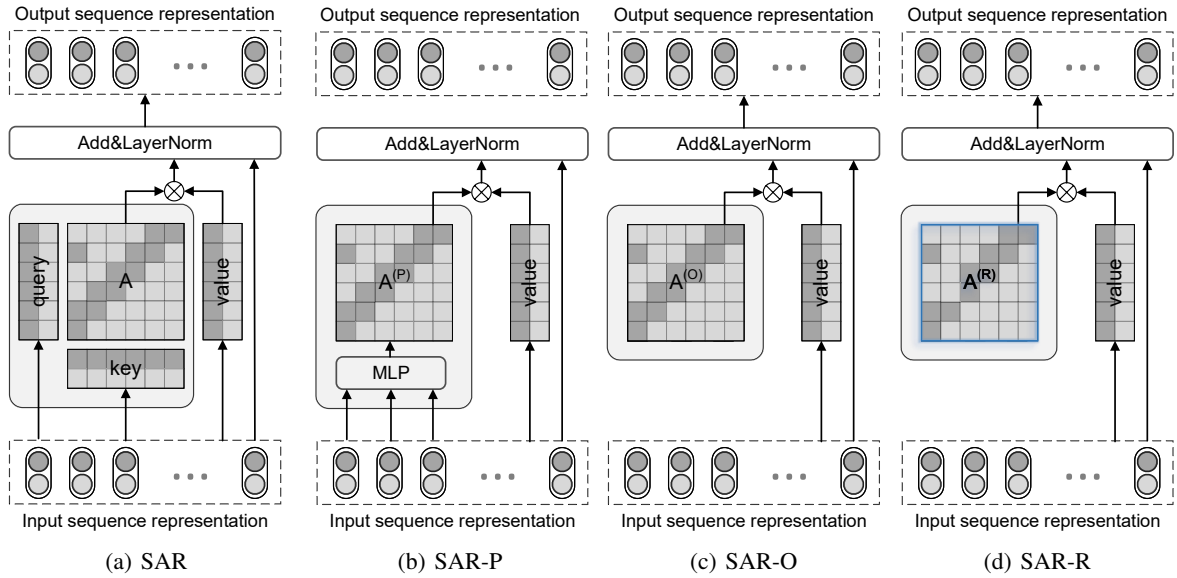 Output sequence representation
Output sequence representation
Output sequence representation
Output sequence representation
Add&LayerNorm
Add&LayerNorm
Add&LayerNorm
Add&LayerNorm
query
A
value
key
A(P)
value
MLP
A(O)
value
A(R)
value
Input sequence representation
Input sequence representation
Input sequence representation
Input sequence representation
(a) SAR
(b) SAR-P
(c) SAR-O
(d) SAR-R